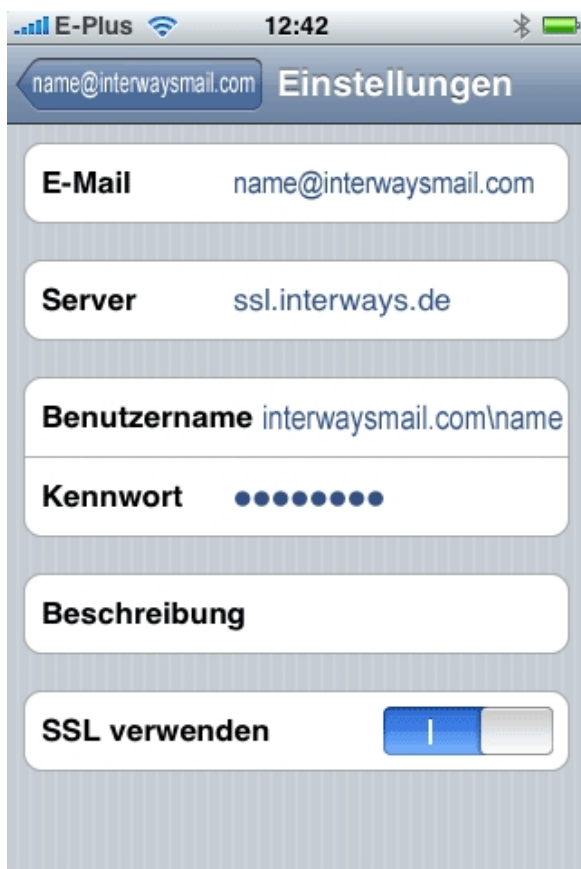 E-Plus 12:42
name@interwaysmail.com Einstellungen
E-Mail name@interwaysmail.com
Server ssl.interways.de
Benutzername interwaysmail.com\name
Kennwort ●●●●●●●●
Beschreibung
SSL verwenden